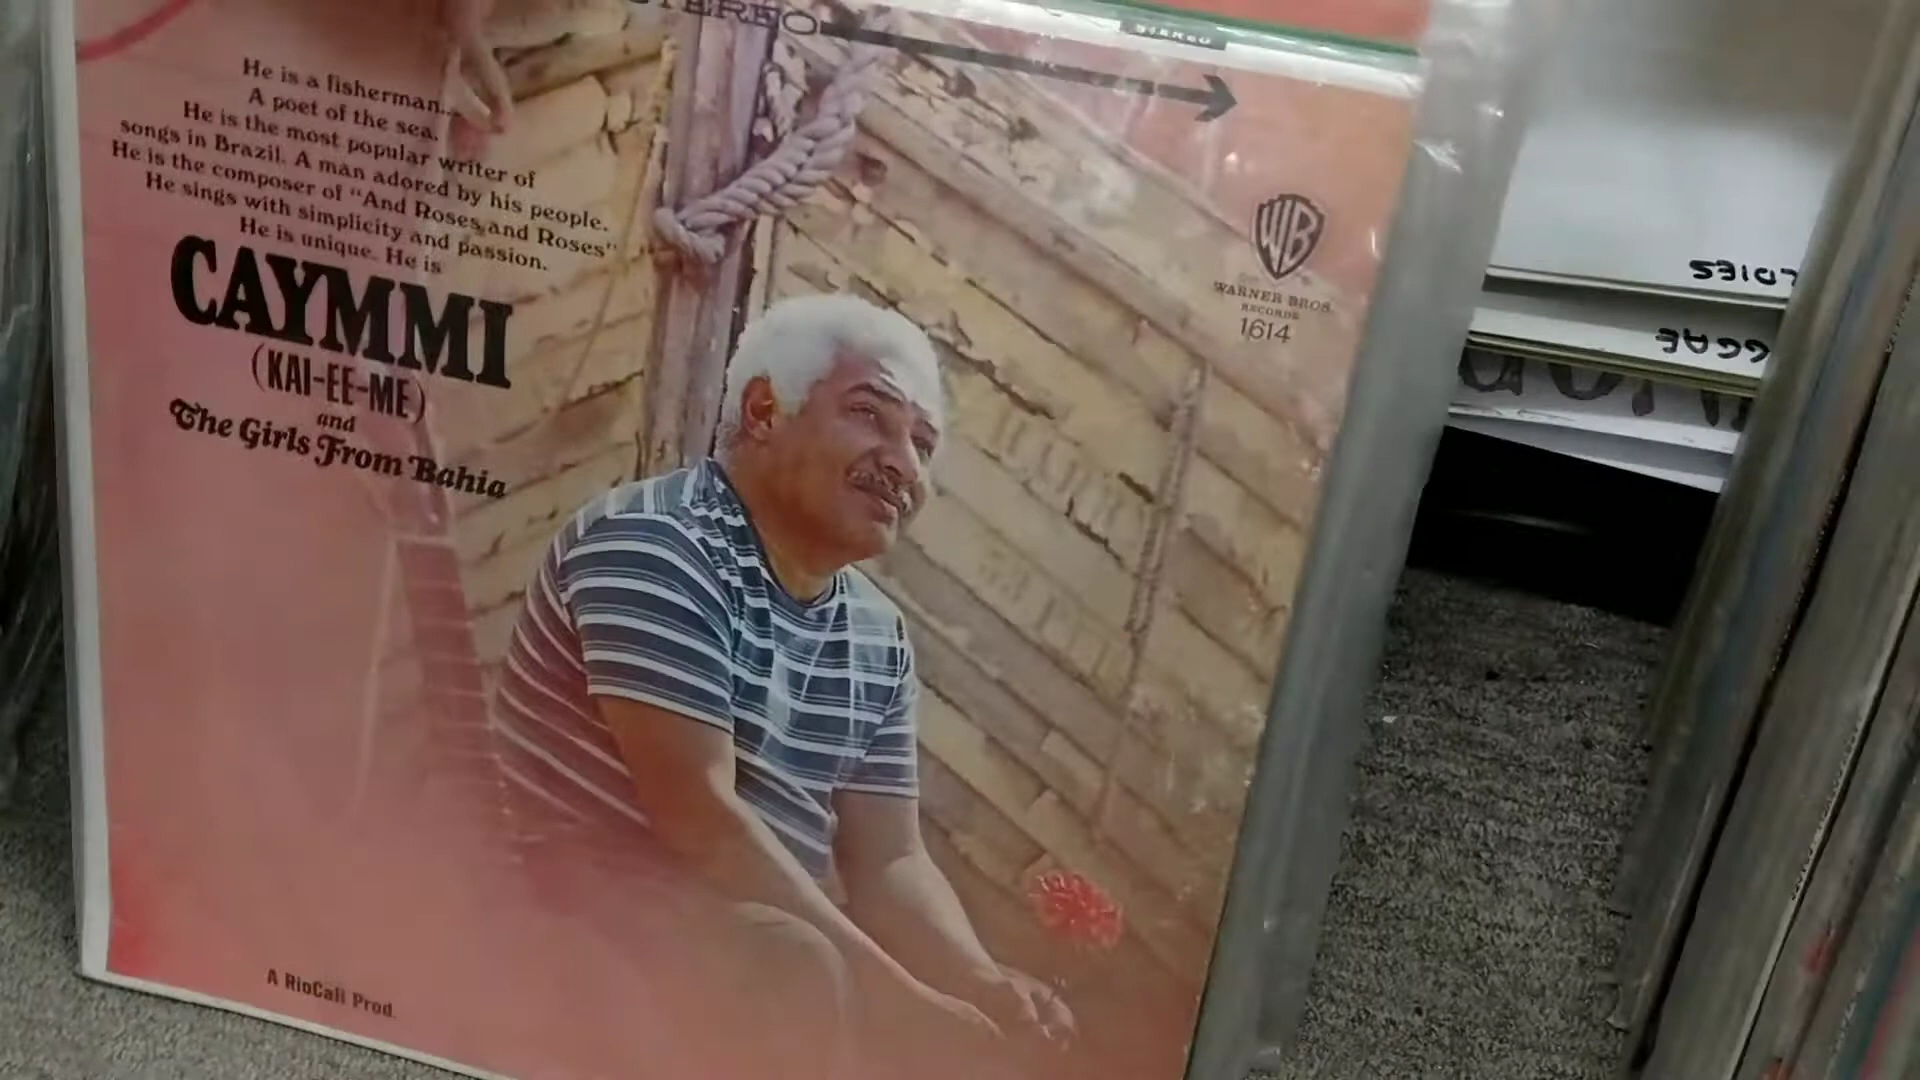 STEREO
STEREO
He is a fisherman...
A poet of the sea.
He is the most popular writer of
songs in Brazil. A man adored by his people.
He is the composer of "And Roses and Roses"
He sings with simplicity and passion.
He is unique. He is
CAYMMI
(KAI-EE-ME)
and
The Girls From Bahia
WB
WARNER BROS.
RECORDS
1614
A RioCali Prod.